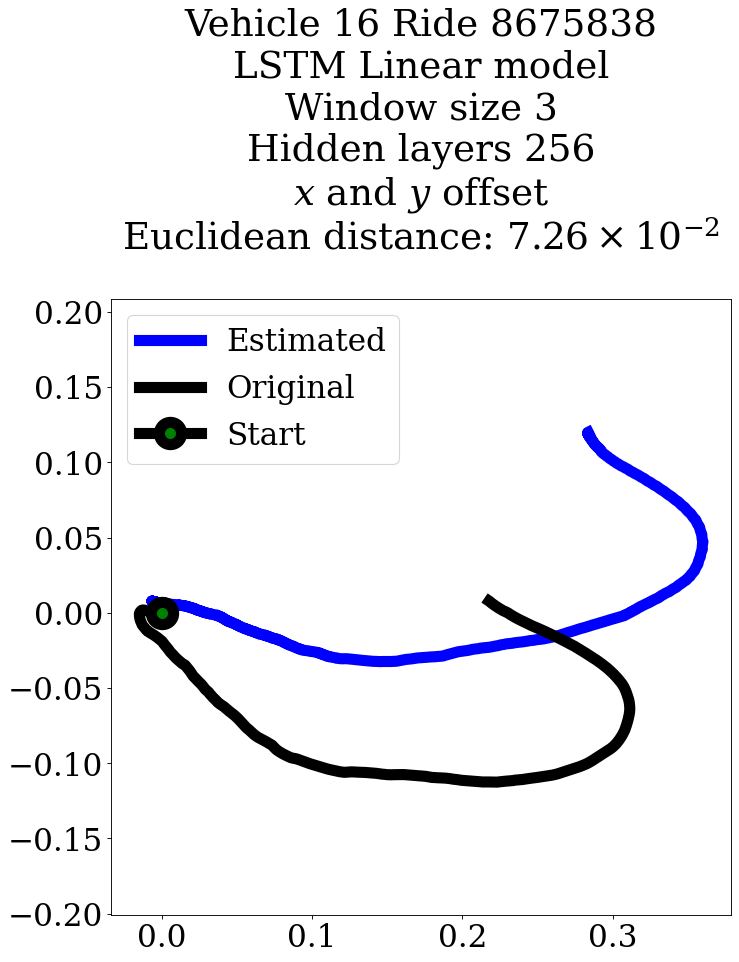 Vehicle 16 Ride 8675838
LSTM Linear model
Window size 3
Hidden layers 256
x and y offset
Euclidean distance: 7.26 × 10⁻²
Estimated
Original
Start
0.20
0.15
0.10
0.05
0.00
−0.05
−0.10
−0.15
−0.20
0.0 0.1 0.2 0.3